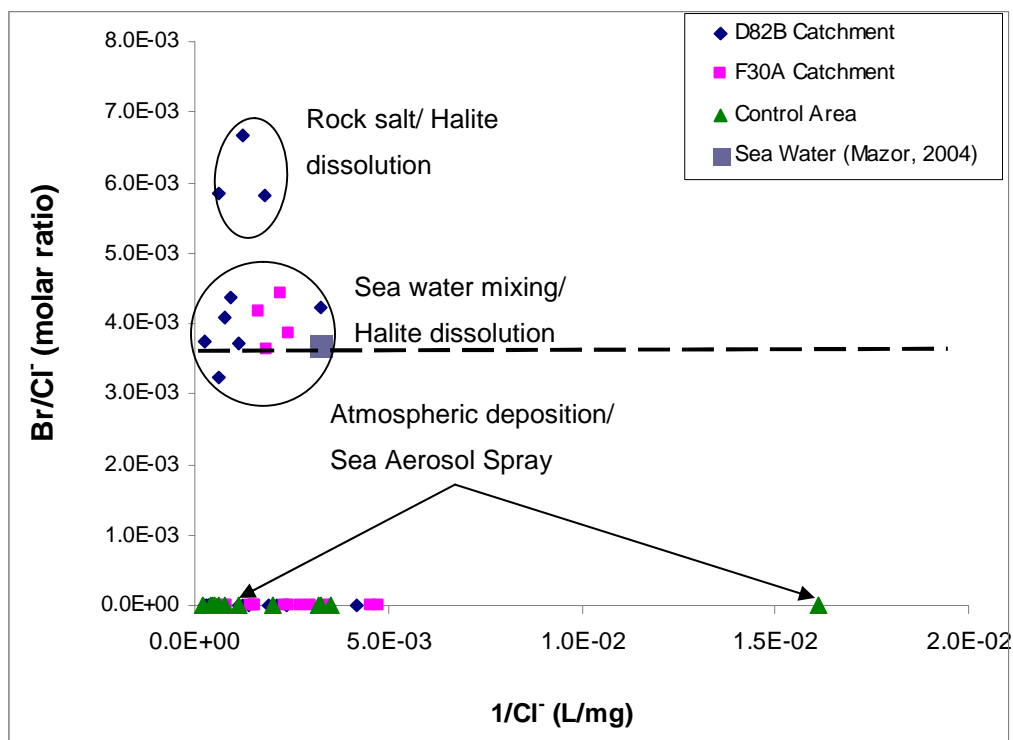 8.0E-03
7.0E-03
6.0E-03
5.0E-03
4.0E-03
3.0E-03
2.0E-03
1.0E-03
0.0E+00
Br/Cl⁻ (molar ratio)
D82B Catchment
F30A Catchment
Control Area
Sea Water (Mazor, 2004)
Rock salt/ Halite
dissolution
Sea water mixing/
Halite dissolution
Atmospheric deposition/
Sea Aerosol Spray
0.0E+00 5.0E-03 1.0E-02 1.5E-02 2.0E-02
1/Cl⁻ (L/mg)